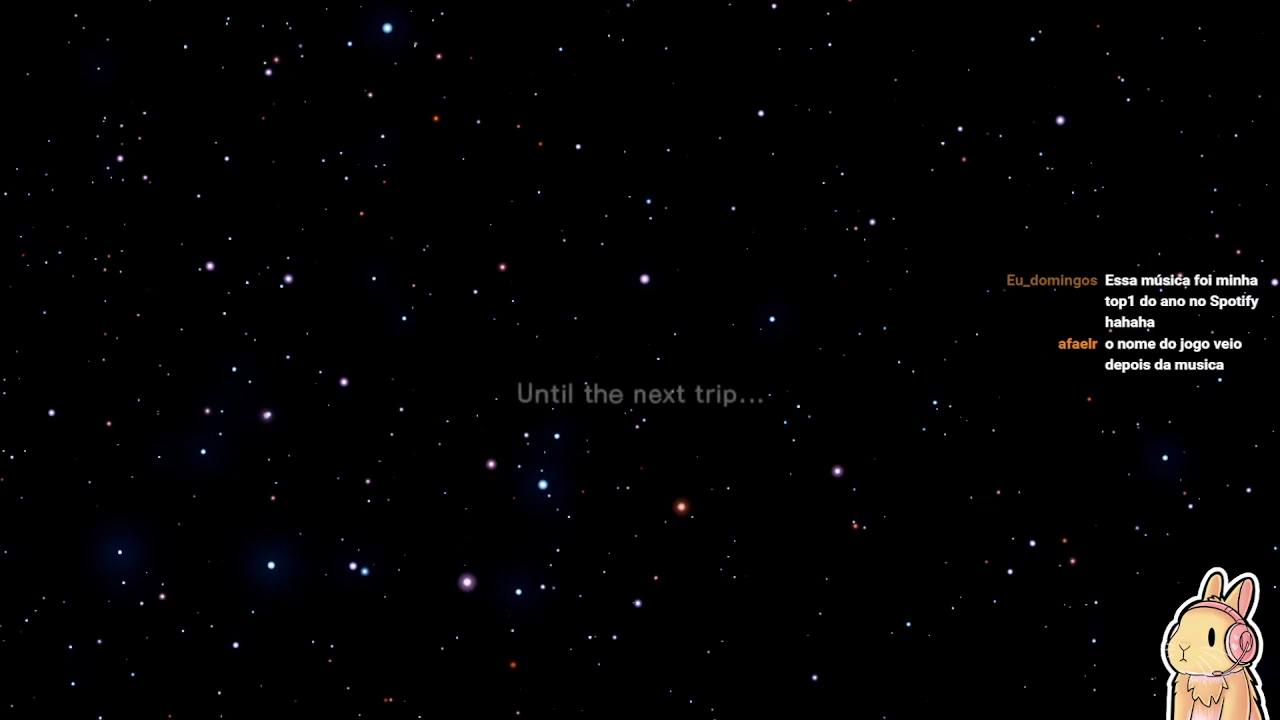 Eu_domingos Essa música foi minha
top1 do ano no Spotify
hahaha
afaelr o nome do jogo veio
depois da musica
Until the next trip...